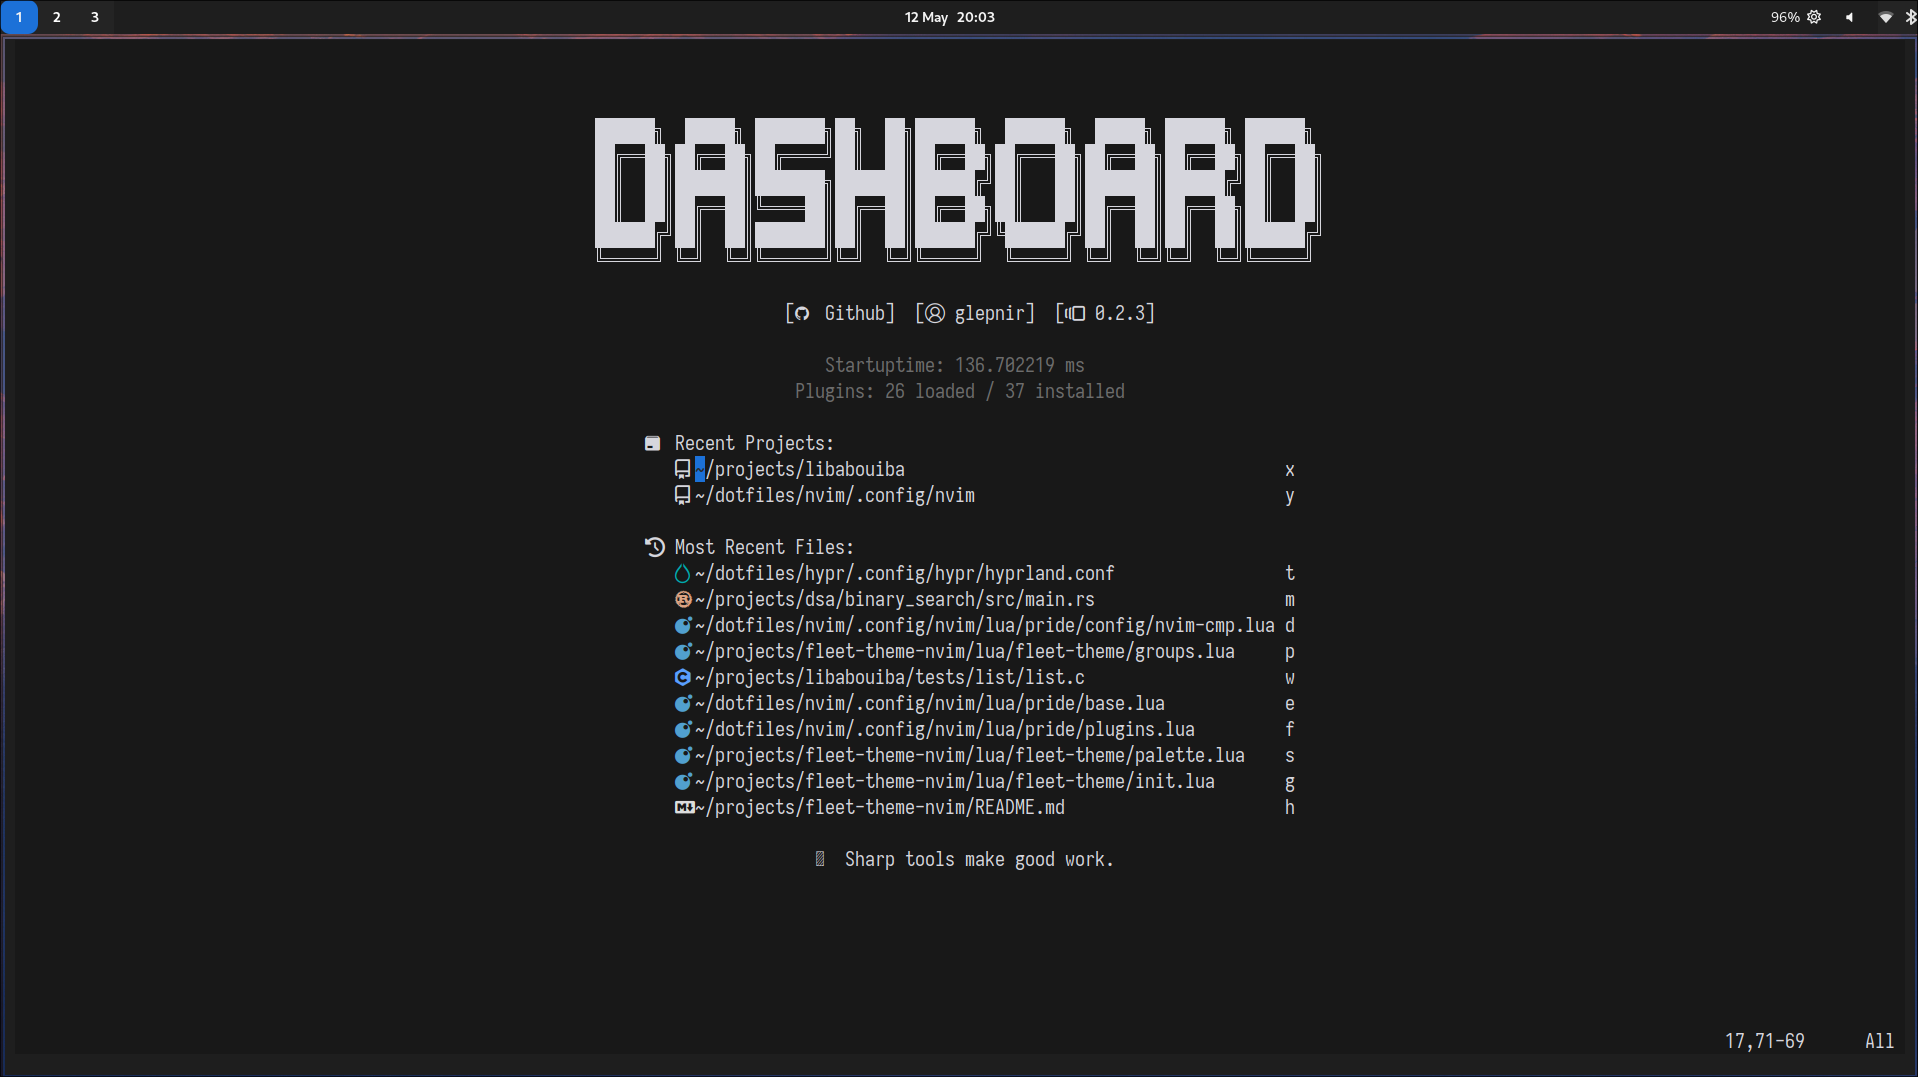 1 2 3 12 May 20:03 96%
DASHBOARD
[ Github] [ glepnir] [ 0.2.3]
Startuptime: 136.702219 ms
Plugins: 26 loaded / 37 installed
Recent Projects:
~/projects/libabouiba x
~/dotfiles/nvim/.config/nvim y
Most Recent Files:
~/dotfiles/hypr/.config/hypr/hyprland.conf t
~/projects/dsa/binary_search/src/main.rs m
~/dotfiles/nvim/.config/nvim/lua/pride/config/nvim-cmp.lua d
~/projects/fleet-theme-nvim/lua/fleet-theme/groups.lua p
~/projects/libabouiba/tests/list/list.c w
~/dotfiles/nvim/.config/nvim/lua/pride/base.lua e
~/dotfiles/nvim/.config/nvim/lua/pride/plugins.lua f
~/projects/fleet-theme-nvim/lua/fleet-theme/palette.lua s
~/projects/fleet-theme-nvim/lua/fleet-theme/init.lua g
~/projects/fleet-theme-nvim/README.md h
Sharp tools make good work.
17,71-69 All